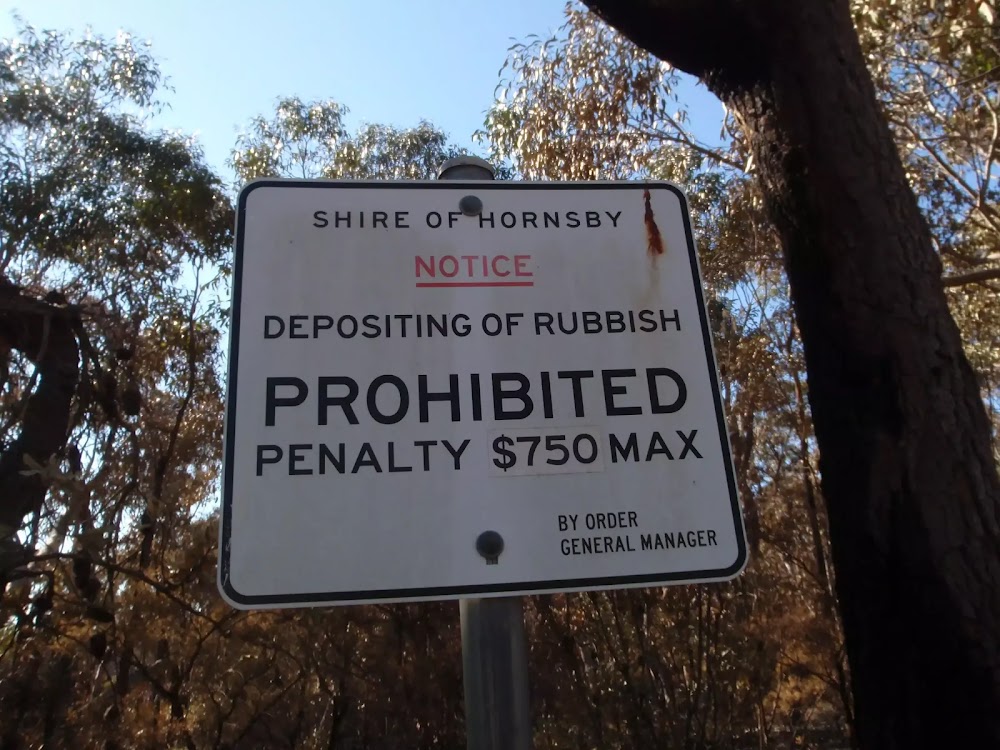 SHIRE OF HORNSBY
NOTICE
DEPOSITING OF RUBBISH
PROHIBITED
PENALTY $750 MAX
BY ORDER
GENERAL MANAGER